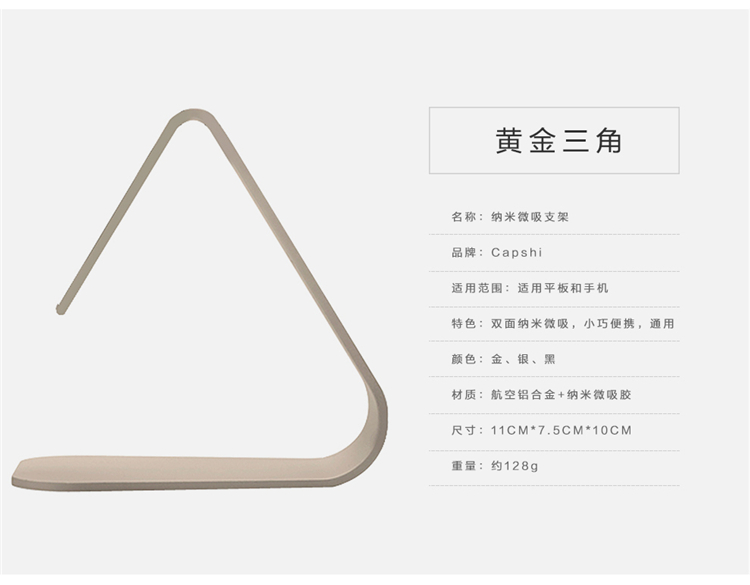 黄金三角
名称：纳米微吸支架
品牌：Capshi
适用范围：适用平板和手机
特色：双面纳米微吸，小巧便携，通用
颜色：金、银、黑
材质：航空铝合金+纳米微吸胶
尺寸：11CM*7.5CM*10CM
重量：约128g